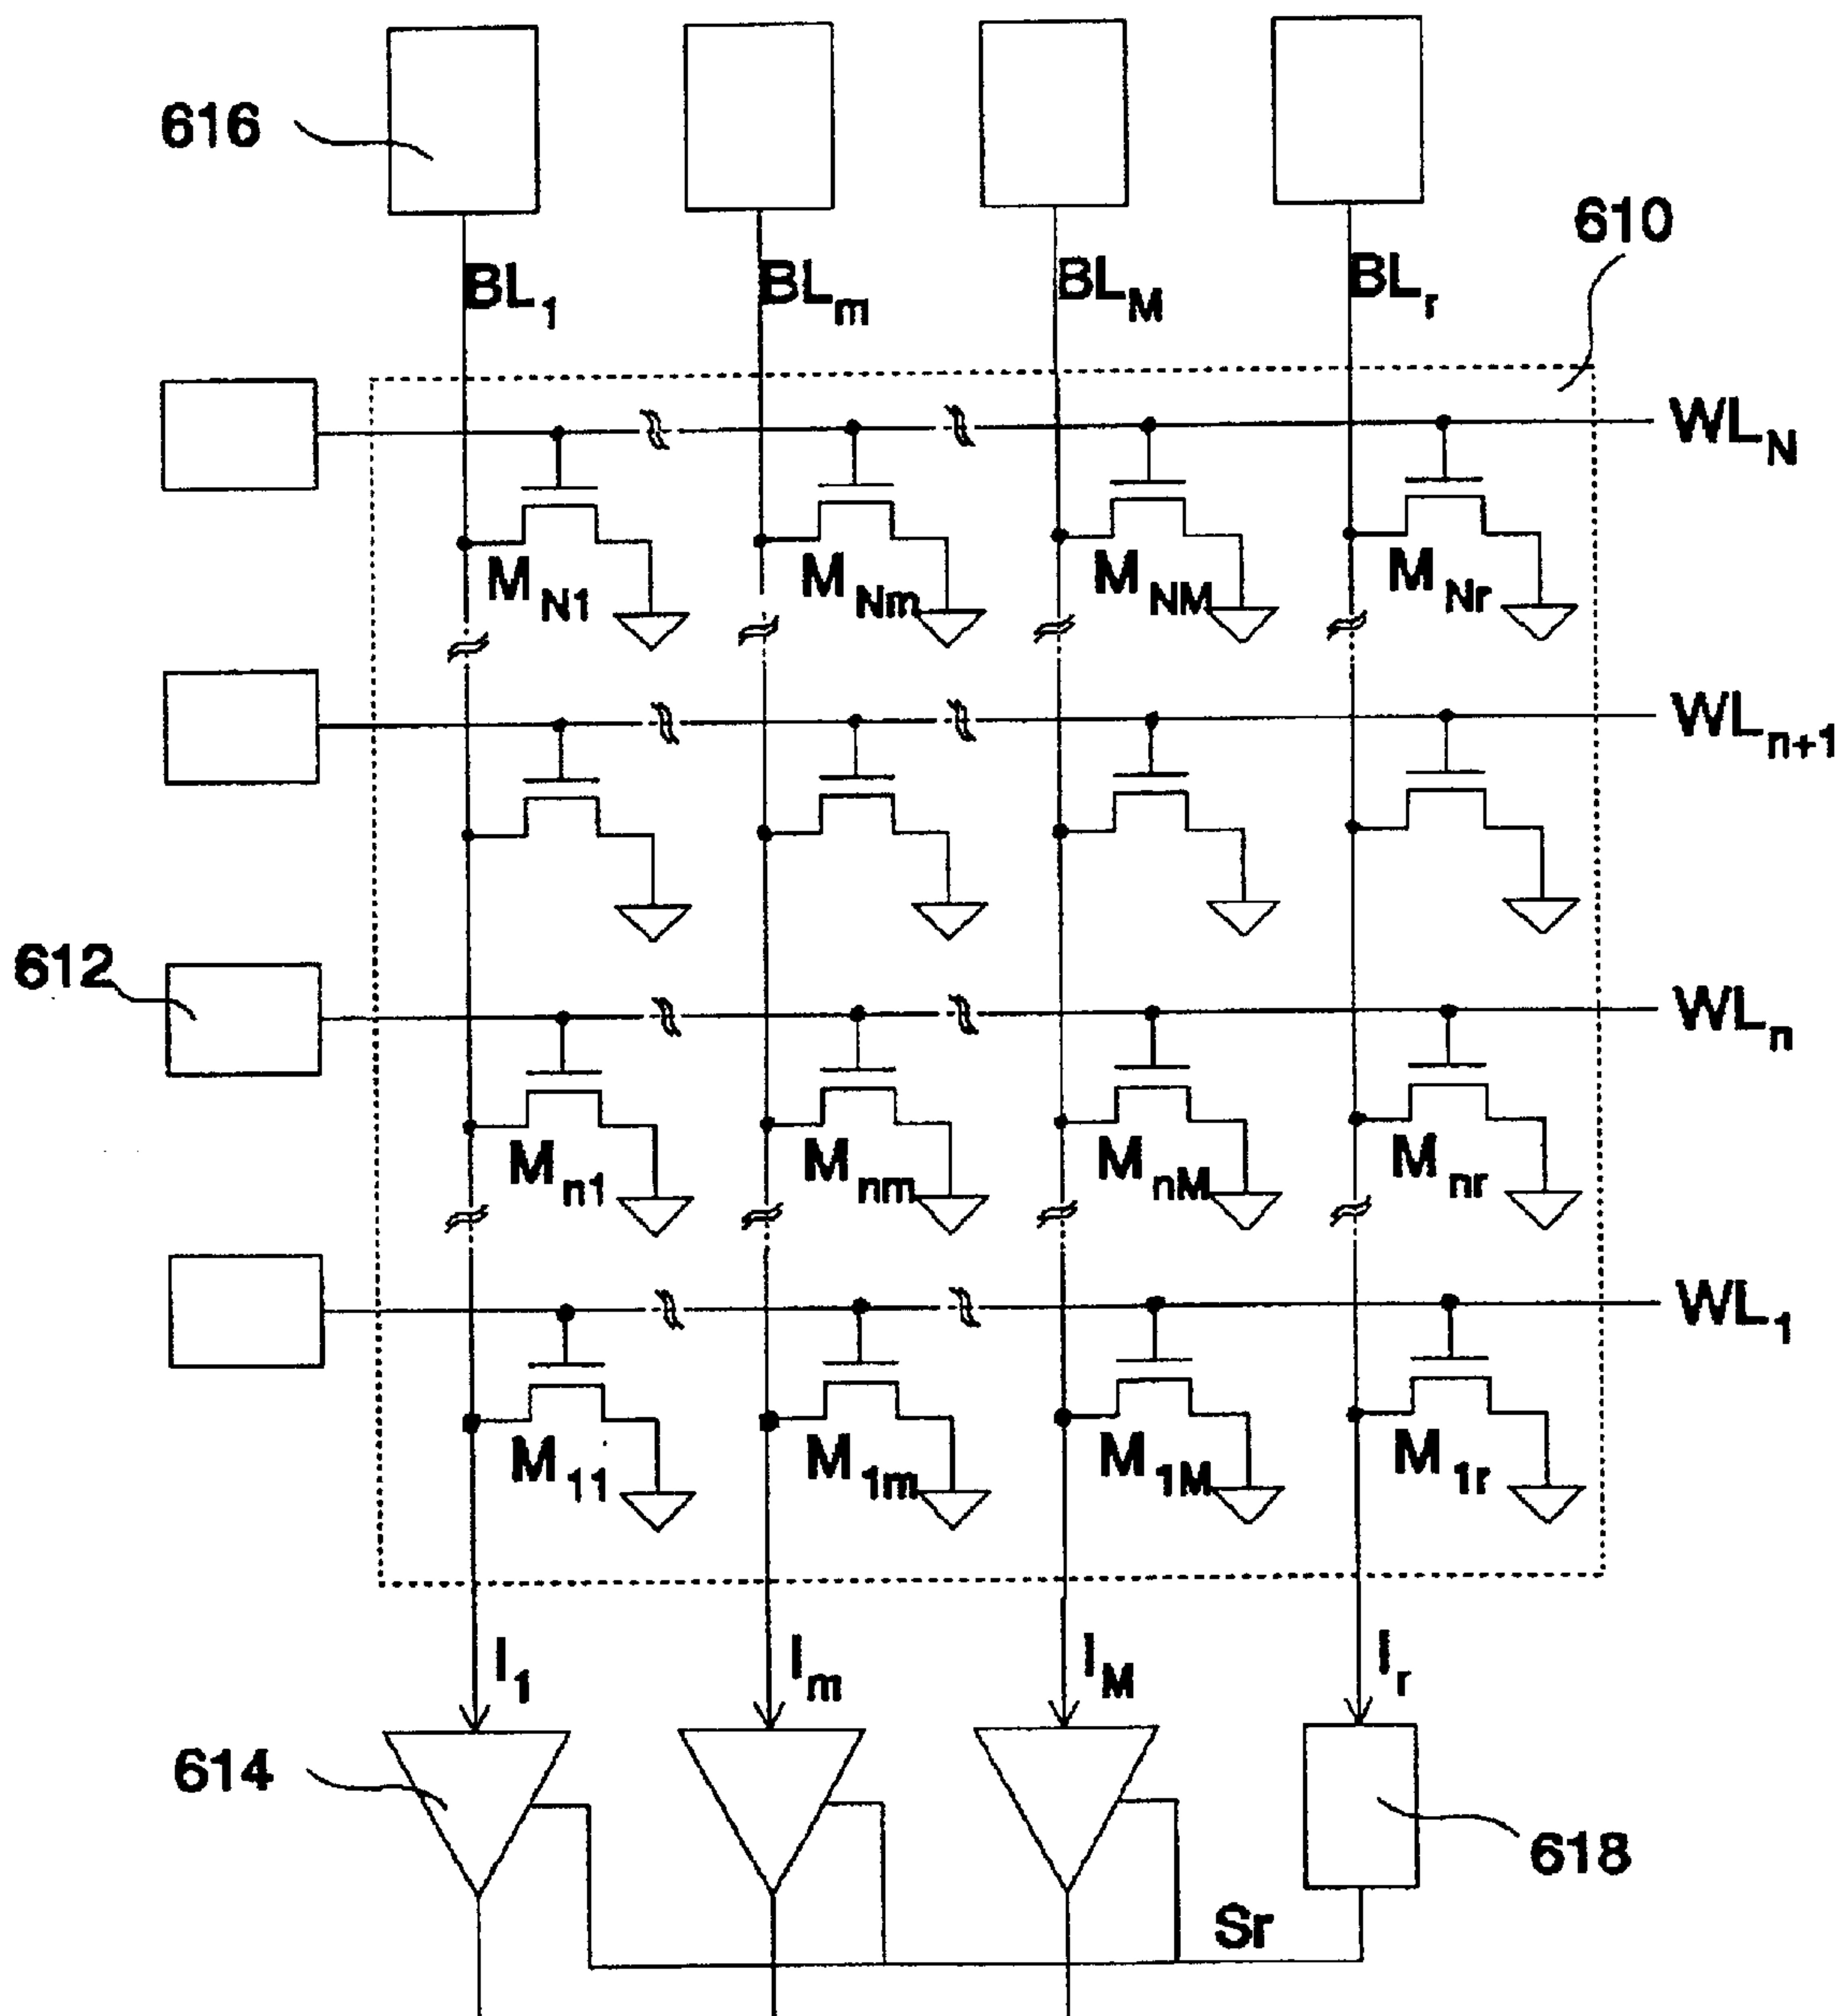 616
610
BL1 BLm BLM BLr
WLN
MN1 MNm MNM MNr
WLn+1
612
WLn
Mn1 Mnm MnM Mnr
WL1
M11 M1m M1M M1r
I1 Im IM Ir
614
618
Sr